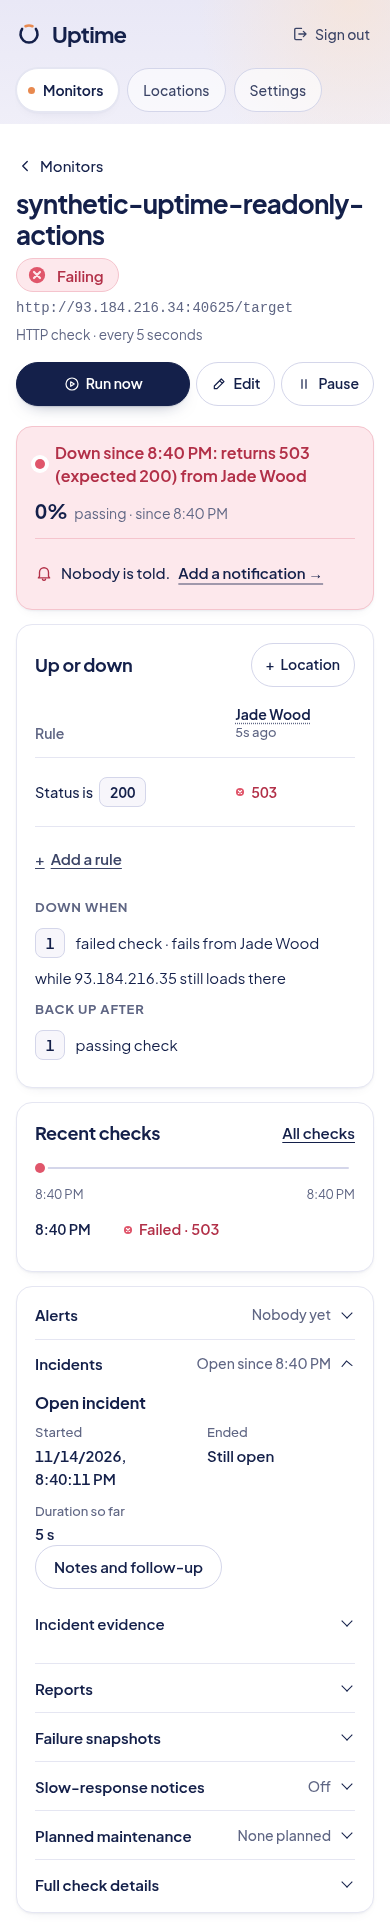 Uptime
Sign out
Monitors
Locations
Settings
Monitors
synthetic-uptime-readonly-
actions
Failing
http://93.184.216.34:40625/target
HTTP check · every 5 seconds
Run now
Edit
Pause
Down since 8:40 PM: returns 503
(expected 200) from Jade Wood
0% passing · since 8:40 PM
Nobody is told. Add a notification →
Up or down
+ Location
Rule
Jade Wood
5s ago
Status is 200
503
+ Add a rule
DOWN WHEN
1 failed check · fails from Jade Wood
while 93.184.216.35 still loads there
BACK UP AFTER
1 passing check
Recent checks
All checks
8:40 PM
8:40 PM
8:40 PM
Failed · 503
Alerts
Nobody yet
Incidents
Open since 8:40 PM
Open incident
Started
Ended
11/14/2026,
8:40:11 PM
Still open
Duration so far
5 s
Notes and follow-up
Incident evidence
Reports
Failure snapshots
Slow-response notices
Off
Planned maintenance
None planned
Full check details